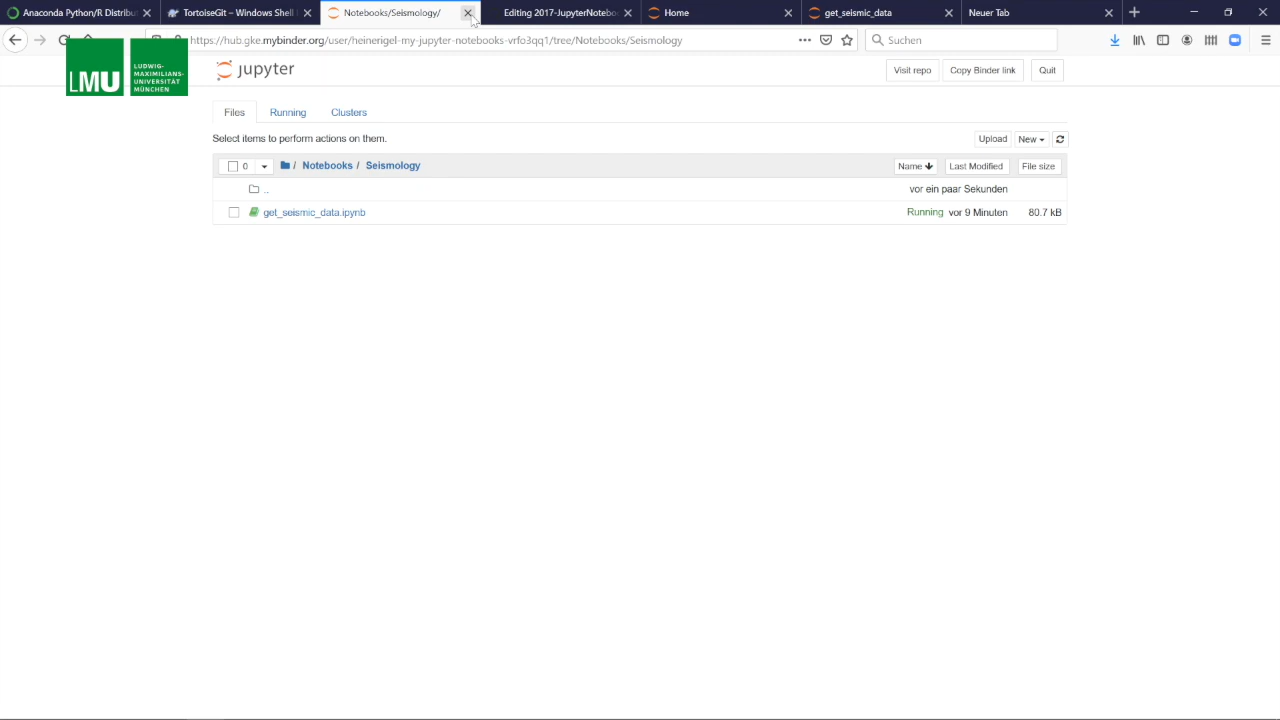 Anaconda Python/R Distribut
TortoiseGit – Windows Shell
Notebooks/Seismology/
Editing 2017-JupyterNotebo
Home
get_seismic_data
Neuer Tab
https://hub.gke.mybinder.org/user/heinerigel-my-jupyter-notebooks-vrfo3qq1/tree/Notebooks/Seismology
Suchen
LMU
LUDWIG-
MAXIMILIANS-
UNIVERSITÄT
MÜNCHEN
jupyter
Visit repo
Copy Binder link
Quit
Files
Running
Clusters
Select items to perform actions on them.
Upload
New
0
/ Notebooks / Seismology
Name
Last Modified
File size
..
vor ein paar Sekunden
get_seismic_data.ipynb
Running vor 9 Minuten
80.7 kB